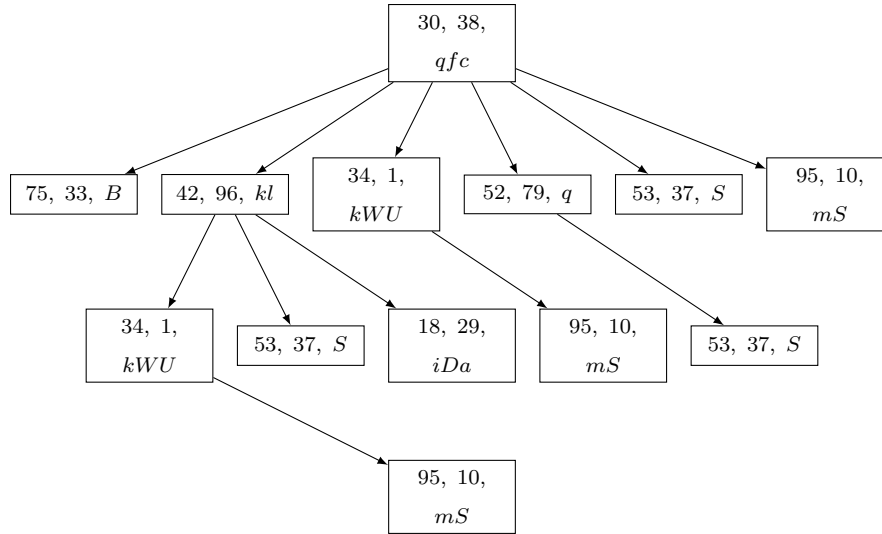 30, 38,
qfc
75, 33, B
42, 96, kl
34, 1,
kWU
52, 79, q
53, 37, S
95, 10,
mS
34, 1,
kWU
53, 37, S
18, 29,
iDa
95, 10,
mS
53, 37, S
95, 10,
mS